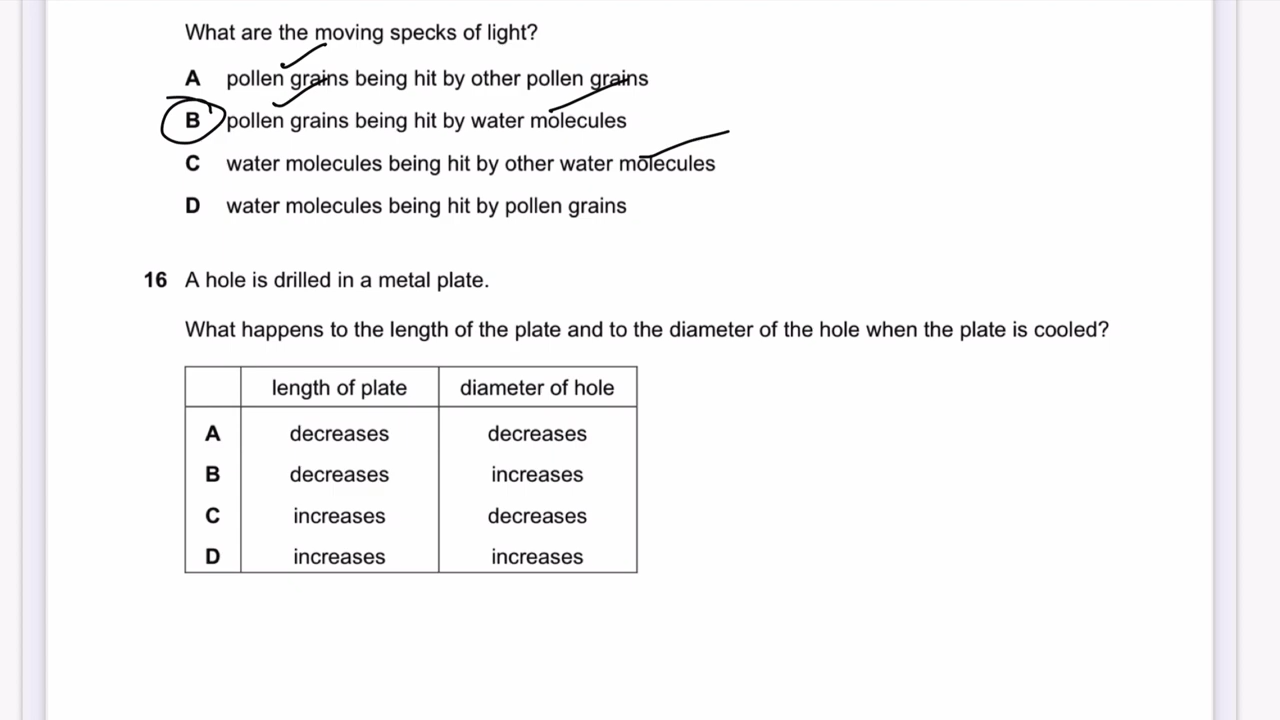 What are the moving specks of light?
A pollen grains being hit by other pollen grains
B pollen grains being hit by water molecules
C water molecules being hit by other water molecules
D water molecules being hit by pollen grains
16 A hole is drilled in a metal plate.
What happens to the length of the plate and to the diameter of the hole when the plate is cooled?
length of plate diameter of hole
A decreases decreases
B decreases increases
C increases decreases
D increases increases